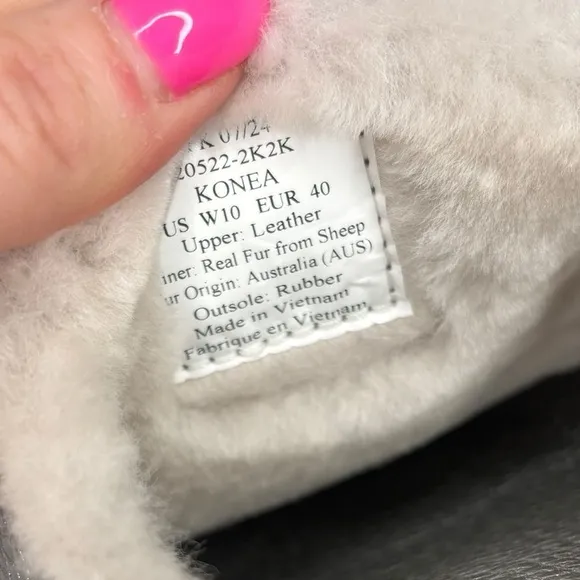 K 07/24
20522-2K2K
KONEA
US W10 EUR 40
Upper: Leather
iner: Real Fur from Sheep
ur Origin: Australia (AUS)
Outsole: Rubber
Made in Vietnam
Fabrique en Vietnam